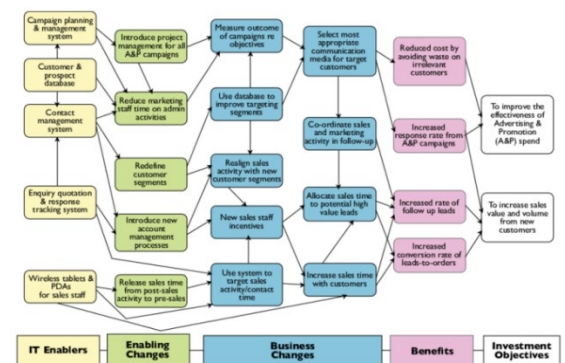 Campaign planning
& management
system
Customer &
prospect
database
Contact
management
system
Enquiry quotation
& response
tracking system
Wireless tablets &
PDAs
for sales staff
Introduce project
management for all
A&P campaigns
Reduce marketing
staff time on admin
activities
Redefine
customer
segments
Introduce new
account
management
processes
Release sales time
from post-sales
activity to pre-sales
Measure outcome
of campaigns re
objectives
Use database to
improve targeting
segments
Realign sales
activity with new
customer segments
New sales staff
incentives
Use system to
target sales
activity/contact
time
Select most
appropriate
communication
media for target
customers
Co-ordinate sales
and marketing
activity in follow-up
Allocate sales time
to potential high
value leads
Increase sales time
with customers
Reduced cost by
avoiding waste on
irrelevant
customers
Increased
response rate from
A&P campaigns
Increased rate of
follow up leads
Increased
conversion rate of
leads-to-orders
To improve the
effectiveness of
Advertising &
Promotion
(A&P) spend
To increase sales
value and volume
from new
customers
IT Enablers
Enabling
Changes
Business
Changes
Benefits
Investment
Objectives